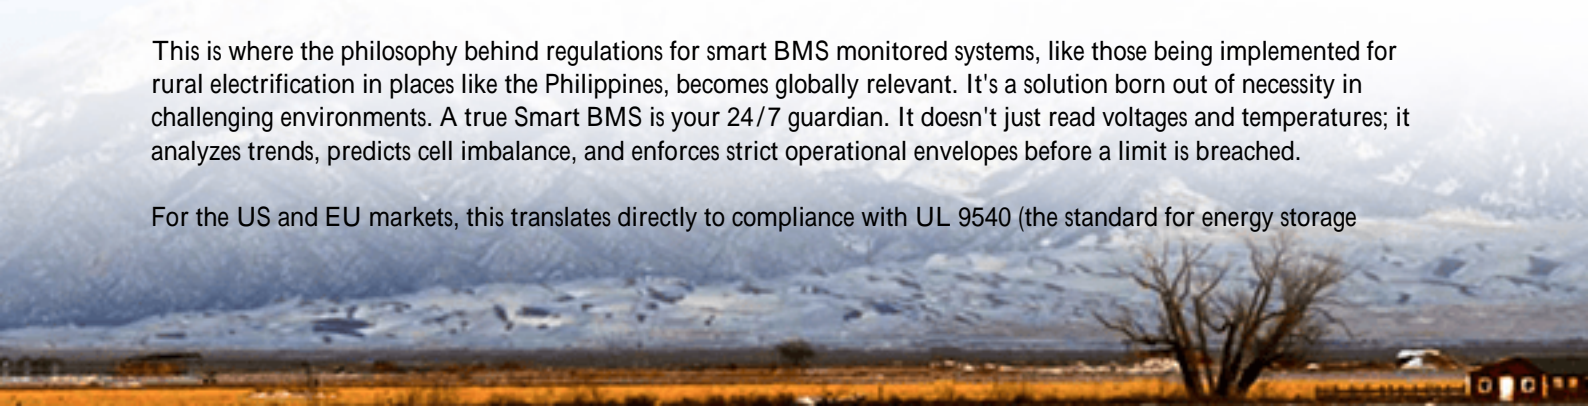 This is where the philosophy behind regulations for smart BMS monitored systems, like those being implemented for
rural electrification in places like the Philippines, becomes globally relevant. It's a solution born out of necessity in
challenging environments. A true Smart BMS is your 24/7 guardian. It doesn't just read voltages and temperatures; it
analyzes trends, predicts cell imbalance, and enforces strict operational envelopes before a limit is breached.
For the US and EU markets, this translates directly to compliance with UL 9540 (the standard for energy storage